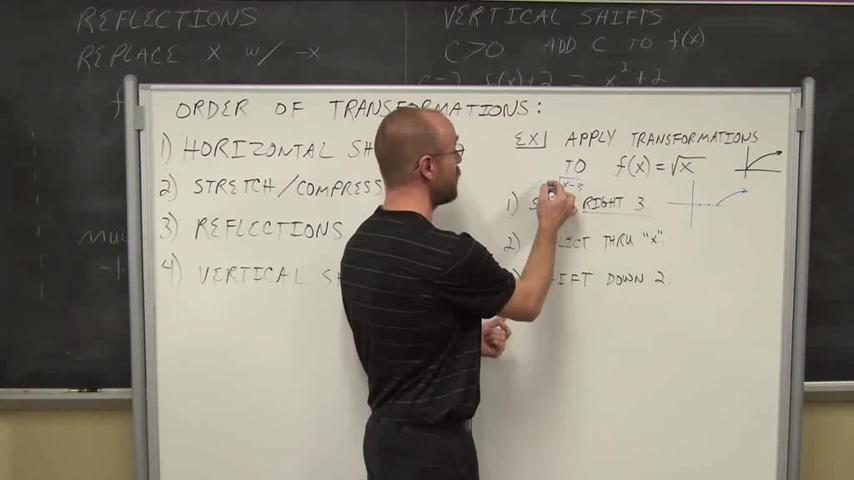 REFLECTIONS
REPLACE X w/ -X
VERTICAL SHIFTS
C>0 ADD C TO f(x)
f(x)+2 = x²+2
ORDER OF TRANSFORMATIONS:
1) HORIZONTAL SH
2) STRETCH/COMPRESS
3) REFLECTIONS
4) VERTICAL SH
EX) APPLY TRANSFORMATIONS
TO f(x) = √x
√x-3
1) S RIGHT 3
2) LECT THRU "x".
IFT DOWN 2.